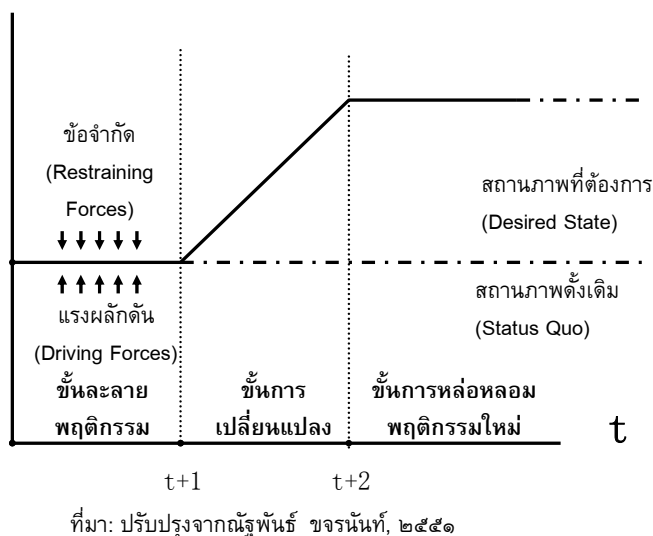 ข้อจำกัด
(Restraining
Forces)
แรงผลักดัน
(Driving Forces)
สถานภาพที่ต้องการ
(Desired State)
สถานภาพดั้งเดิม
(Status Quo)
ขั้นละลาย
พฤติกรรม
ขั้นการ
เปลี่ยนแปลง
ขั้นการหล่อหลอม
พฤติกรรมใหม่
t
t+1
t+2
ที่มา: ปรับปรุงจากณัฐพันธ์ ขจรนันท์, ๒๕๕๑